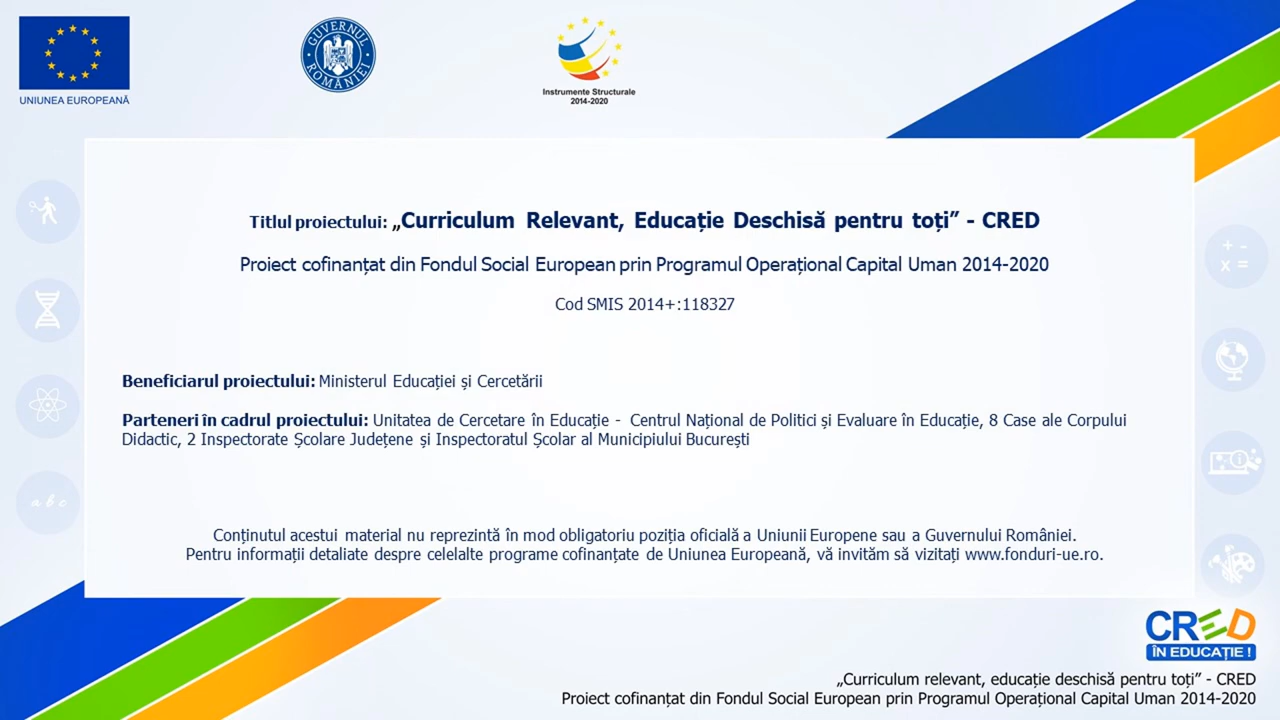 UNIUNEA EUROPEANĂ
GUVERNUL ROMÂNIEI
Instrumente Structurale
2014-2020
Titlul proiectului: „Curriculum Relevant, Educație Deschisă pentru toți” - CRED
Proiect cofinanțat din Fondul Social European prin Programul Operațional Capital Uman 2014-2020
Cod SMIS 2014+:118327
+ -
x =
Beneficiarul proiectului: Ministerul Educației și Cercetării
Parteneri în cadrul proiectului: Unitatea de Cercetare în Educație - Centrul Național de Politici și Evaluare în Educație, 8 Case ale Corpului
Didactic, 2 Inspectorate Școlare Județene și Inspectoratul Școlar al Municipiului București
a b c
Conținutul acestui material nu reprezintă în mod obligatoriu poziția oficială a Uniunii Europene sau a Guvernului României.
Pentru informații detaliate despre celelalte programe cofinanțate de Uniunea Europeană, vă invităm să vizitați www.fonduri-ue.ro.
CRED
ÎN EDUCAȚIE !
„Curriculum relevant, educație deschisă pentru toți” - CRED
Proiect cofinanțat din Fondul Social European prin Programul Operațional Capital Uman 2014-2020